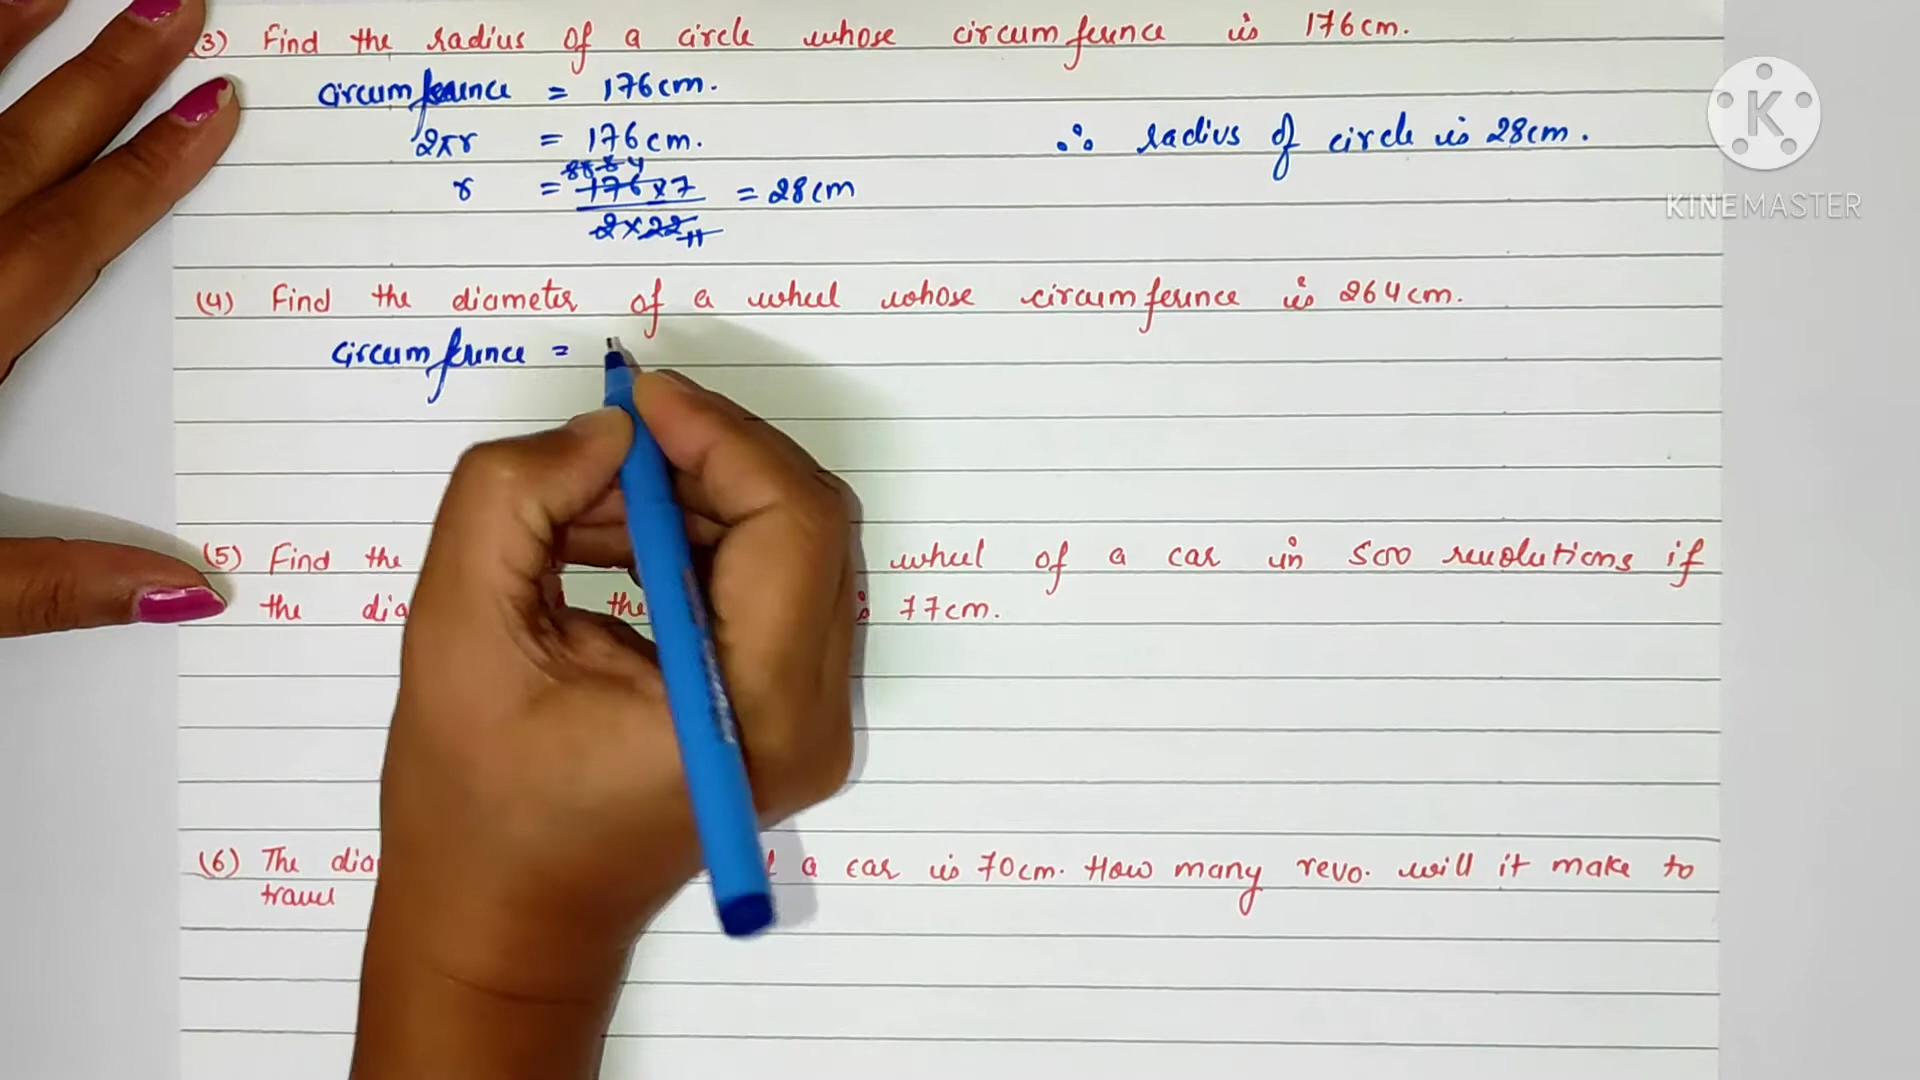 (3) Find the radius of a circle whose circumference is 176cm.
circumference = 176cm.
2πr = 176cm.
∴ radius of circle is 28cm.
r = 176×7 = 28cm
2×22
(4) Find the diameter of a wheel whose circumference is 264cm.
circumference =
(5) Find the wheel of a car in 500 revolutions if
the the 77cm.
(6) The a car is 70cm. How many revo. will it make to
travel
K
KINEMASTER